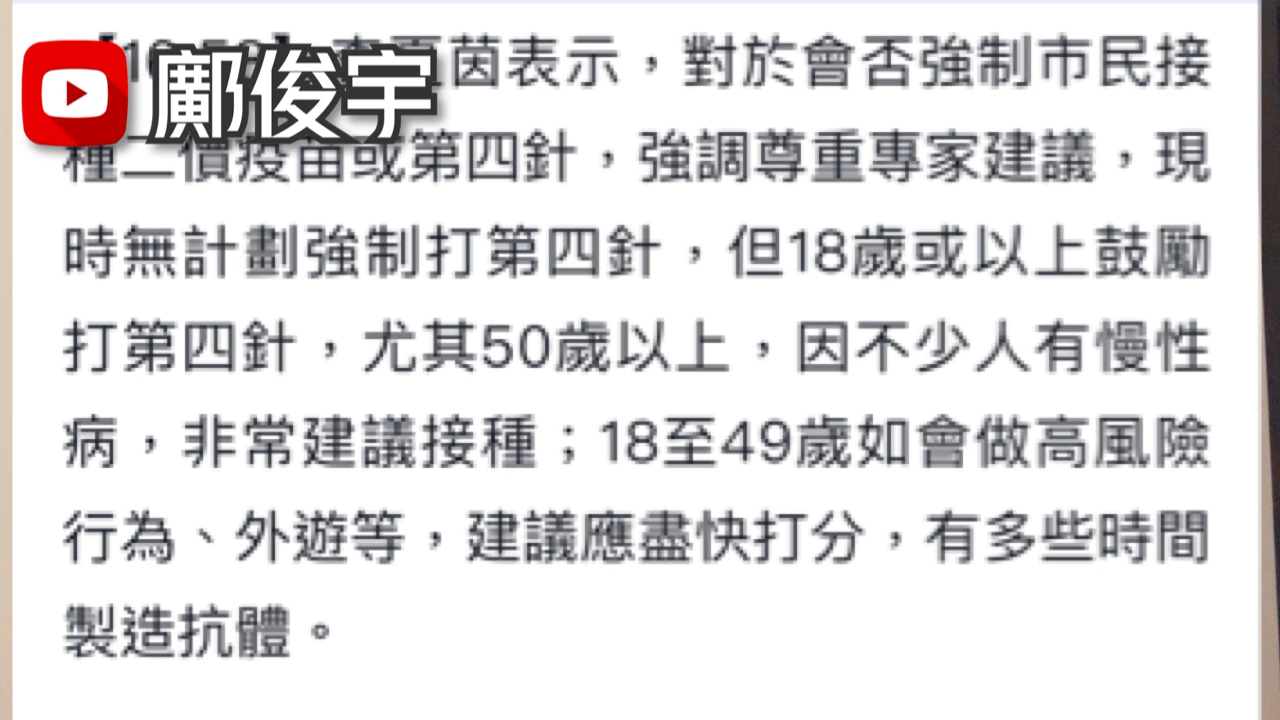 鄺俊宇
茵表示，對於會否強制市民接
種二價疫苗或第四針，強調尊重專家建議，現
時無計劃強制打第四針，但18歲或以上鼓勵
打第四針，尤其50歲以上，因不少人有慢性
病，非常建議接種；18至49歲如會做高風險
行為、外遊等，建議應盡快打分，有多些時間
製造抗體。